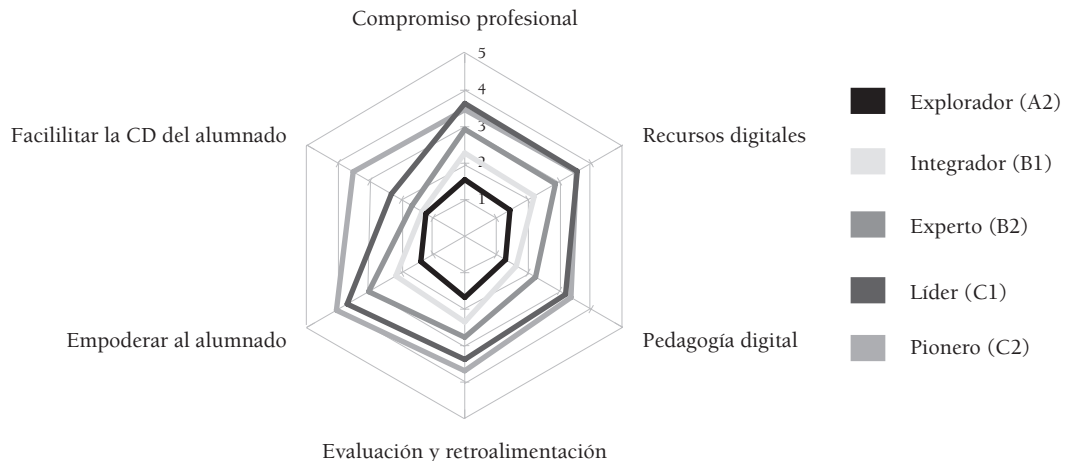 Compromiso profesional
5
4
3
2
1
Facililitar la CD del alumnado
Recursos digitales
Empoderar al alumnado
Pedagogía digital
Evaluación y retroalimentación
Explorador (A2)
Integrador (B1)
Experto (B2)
Líder (C1)
Pionero (C2)